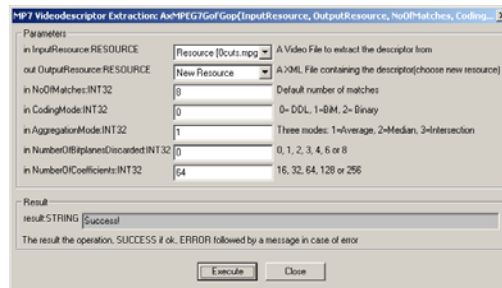 MP7 Videodescriptor Extraction: AxMPEG7GofGop(InputResource, OutputResource, NoOfMatches, Coding...
Parameters
in InputResource:RESOURCE Resource [0cuts.mpg A Video File to extract the descriptor from
out OutputResource:RESOURCE New Resource A XML File containing the descriptor(choose new resource)
in NoOfMatches:INT32 8 Default number of matches
in CodingMode:INT32 0 0= DDL, 1=BiM, 2= Binary
in AggregationMode:INT32 1 Three modes: 1=Average, 2=Median, 3=Intersection
in NumberOfBitplanesDiscarded:INT32 0 0, 1, 2, 3, 4, 6 or 8
in NumberOfCoefficients:INT32 64 16, 32, 64, 128 or 256
Result
result:STRING Success!
The result the operation, SUCCESS if ok, ERROR followed by a message in case of error
Execute Close